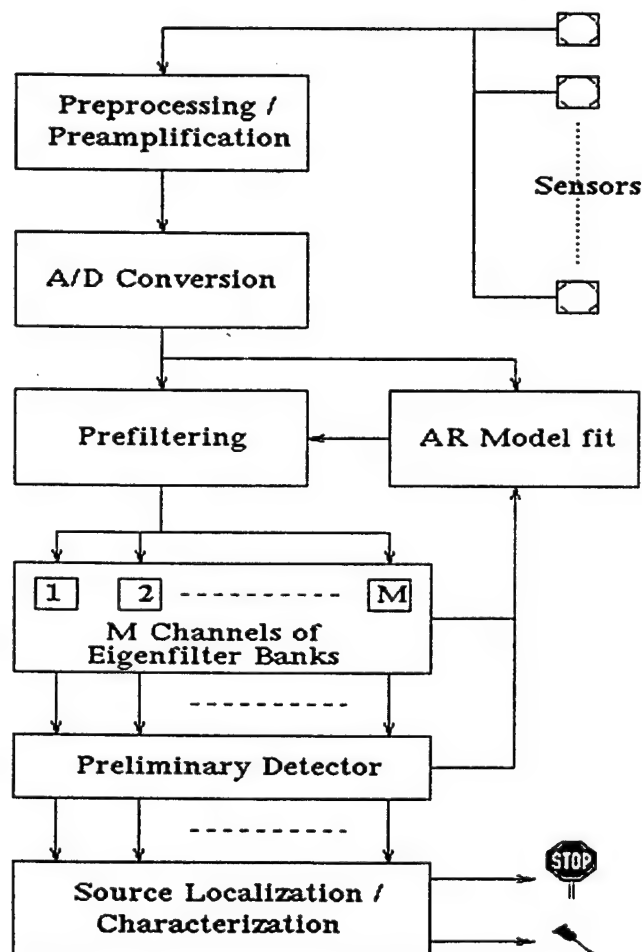 Preprocessing /
Preamplification
Sensors
A/D Conversion
Prefiltering
AR Model fit
1 2 M
M Channels of
Eigenfilter Banks
Preliminary Detector
Source Localization /
Characterization
STOP